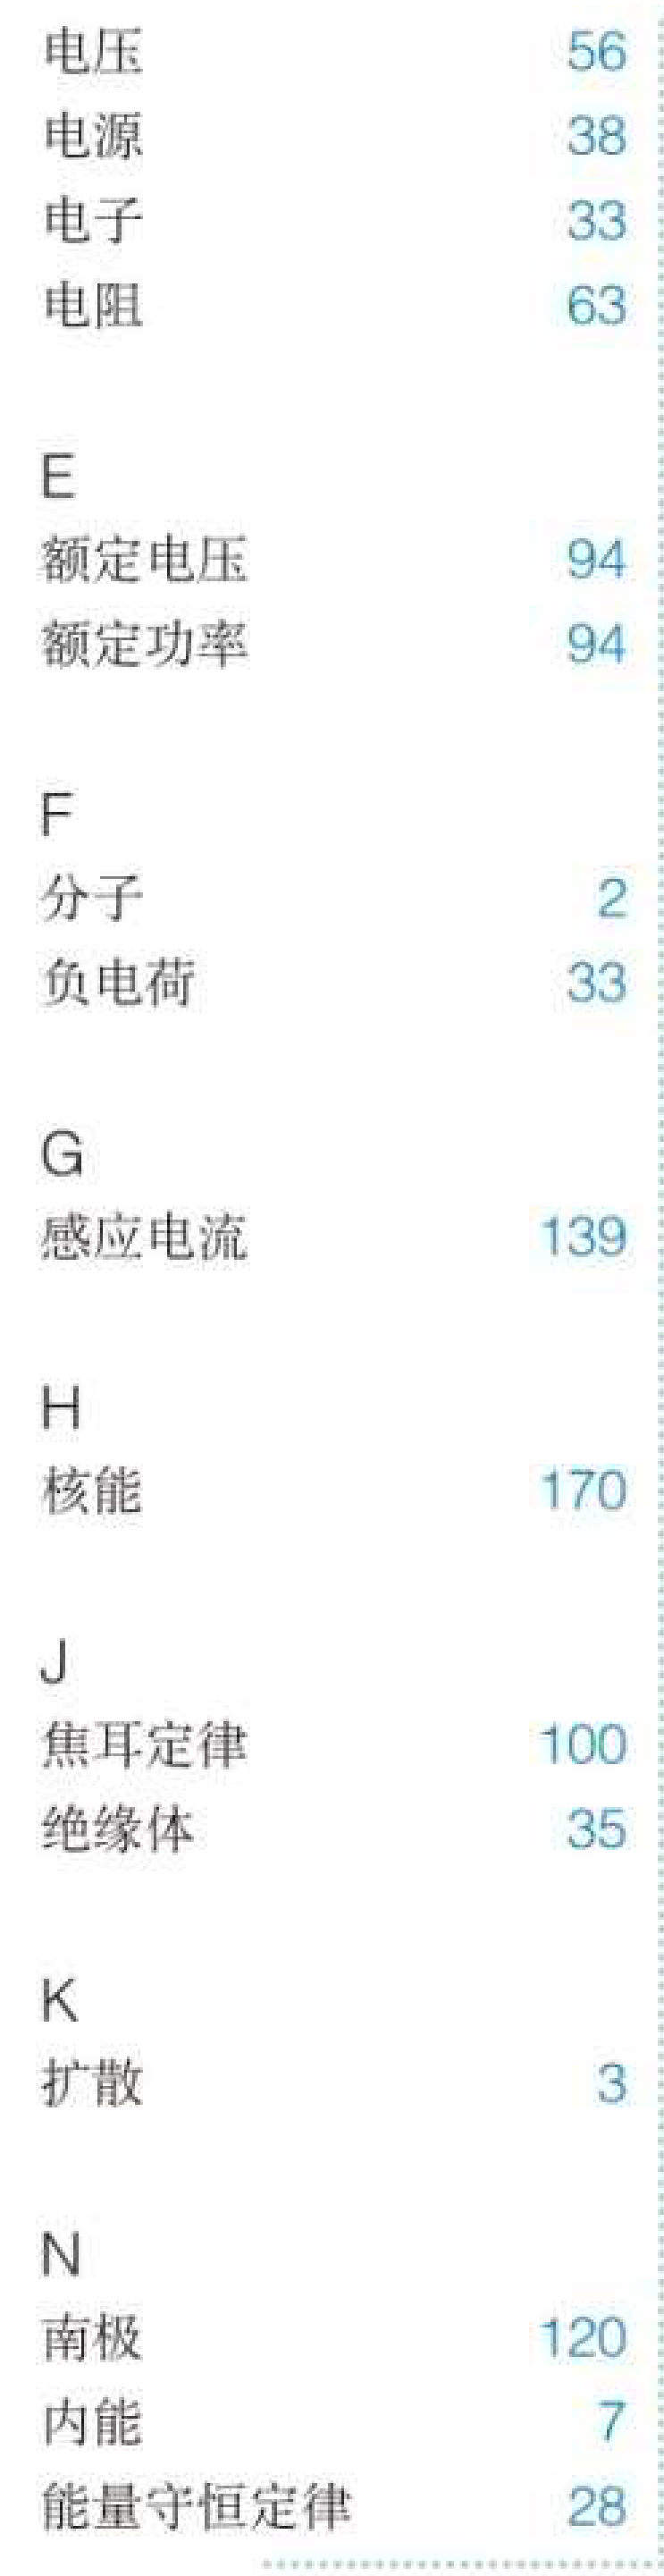 电压 56
电源 38
电子 33
电阻 63
E
额定电压 94
额定功率 94
F
分子 2
负电荷 33
G
感应电流 139
H
核能 170
J
焦耳定律 100
绝缘体 35
K
扩散 3
N
南极 120
内能 7
能量守恒定律 28